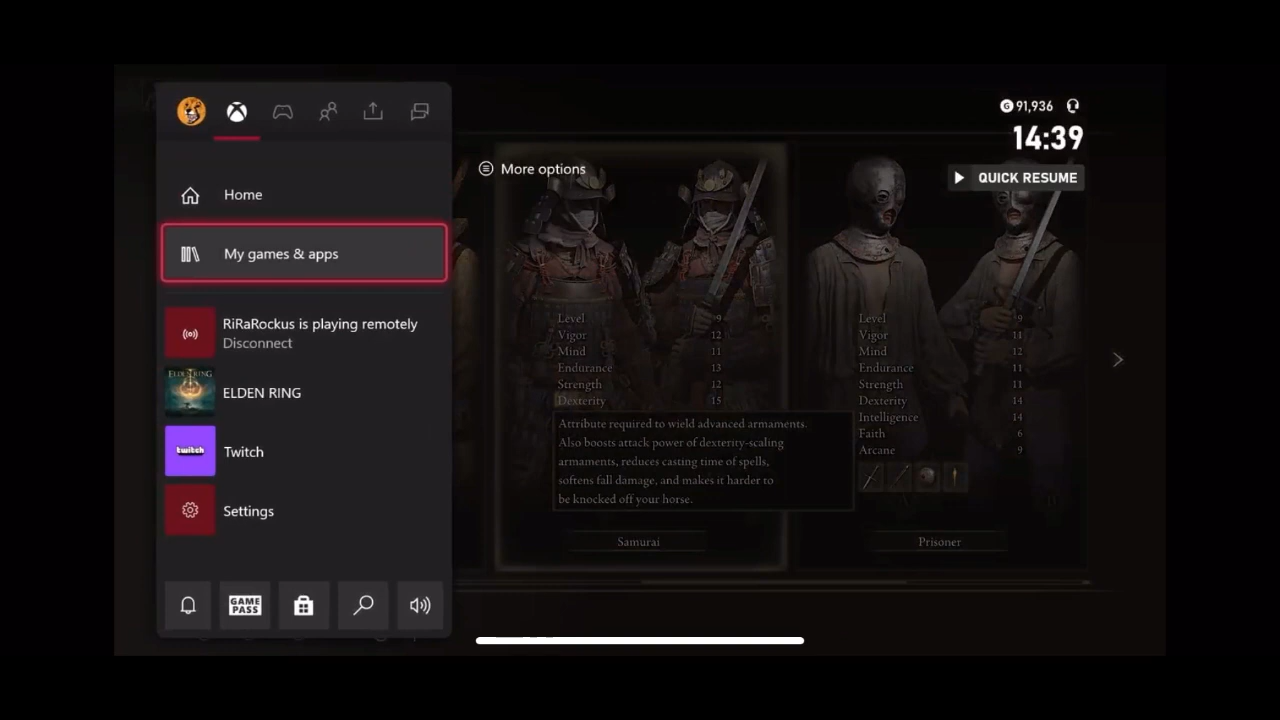 G 91,936
14:39
QUICK RESUME
More options
Home
My games & apps
RiRaRockus is playing remotely
Disconnect
ELDEN RING
ELDEN RING
twitch
Twitch
Settings
GAME PASS
Level 9
Vigor 12
Mind 11
Endurance 13
Strength 12
Dexterity 15
Attribute required to wield advanced armaments.
Also boosts attack power of dexterity-scaling
armaments, reduces casting time of spells,
softens fall damage, and makes it harder to
be knocked off your horse.
Samurai
Level 9
Vigor 11
Mind 12
Endurance 11
Strength 11
Dexterity 14
Intelligence 14
Faith 6
Arcane 9
Prisoner